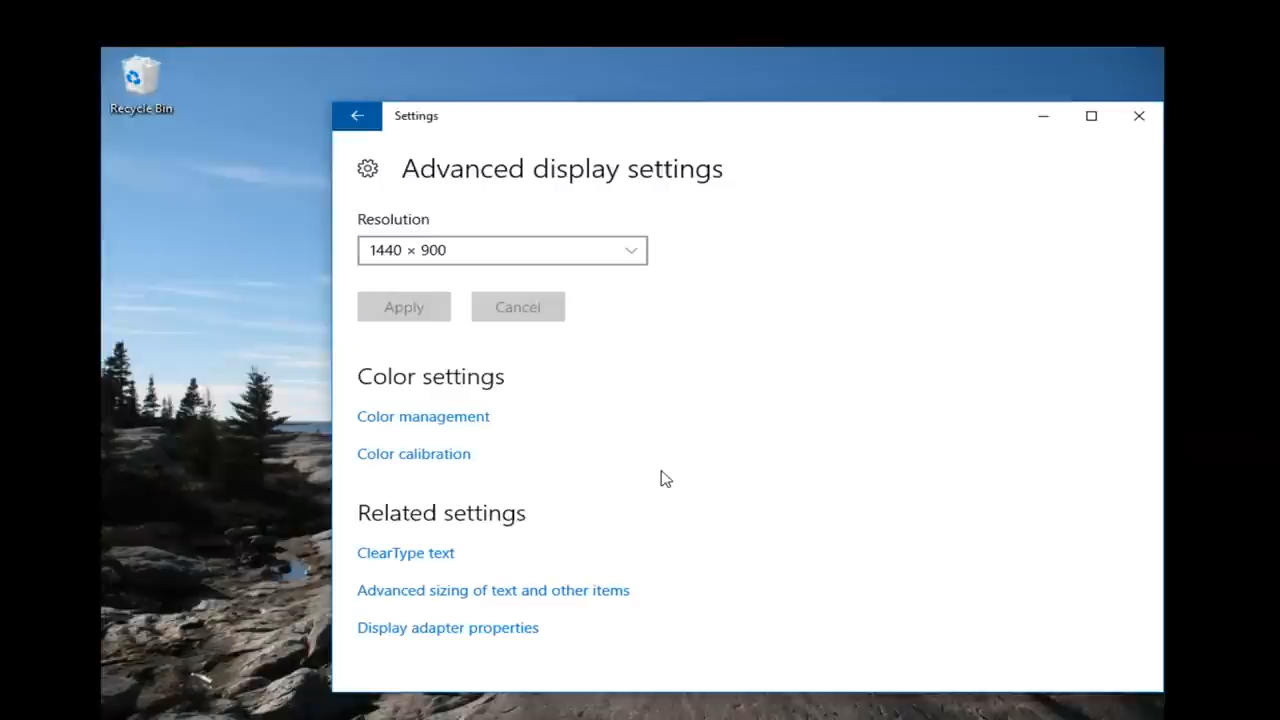 Recycle Bin
Settings
Advanced display settings
Resolution
1440 × 900
Apply
Cancel
Color settings
Color management
Color calibration
Related settings
ClearType text
Advanced sizing of text and other items
Display adapter properties